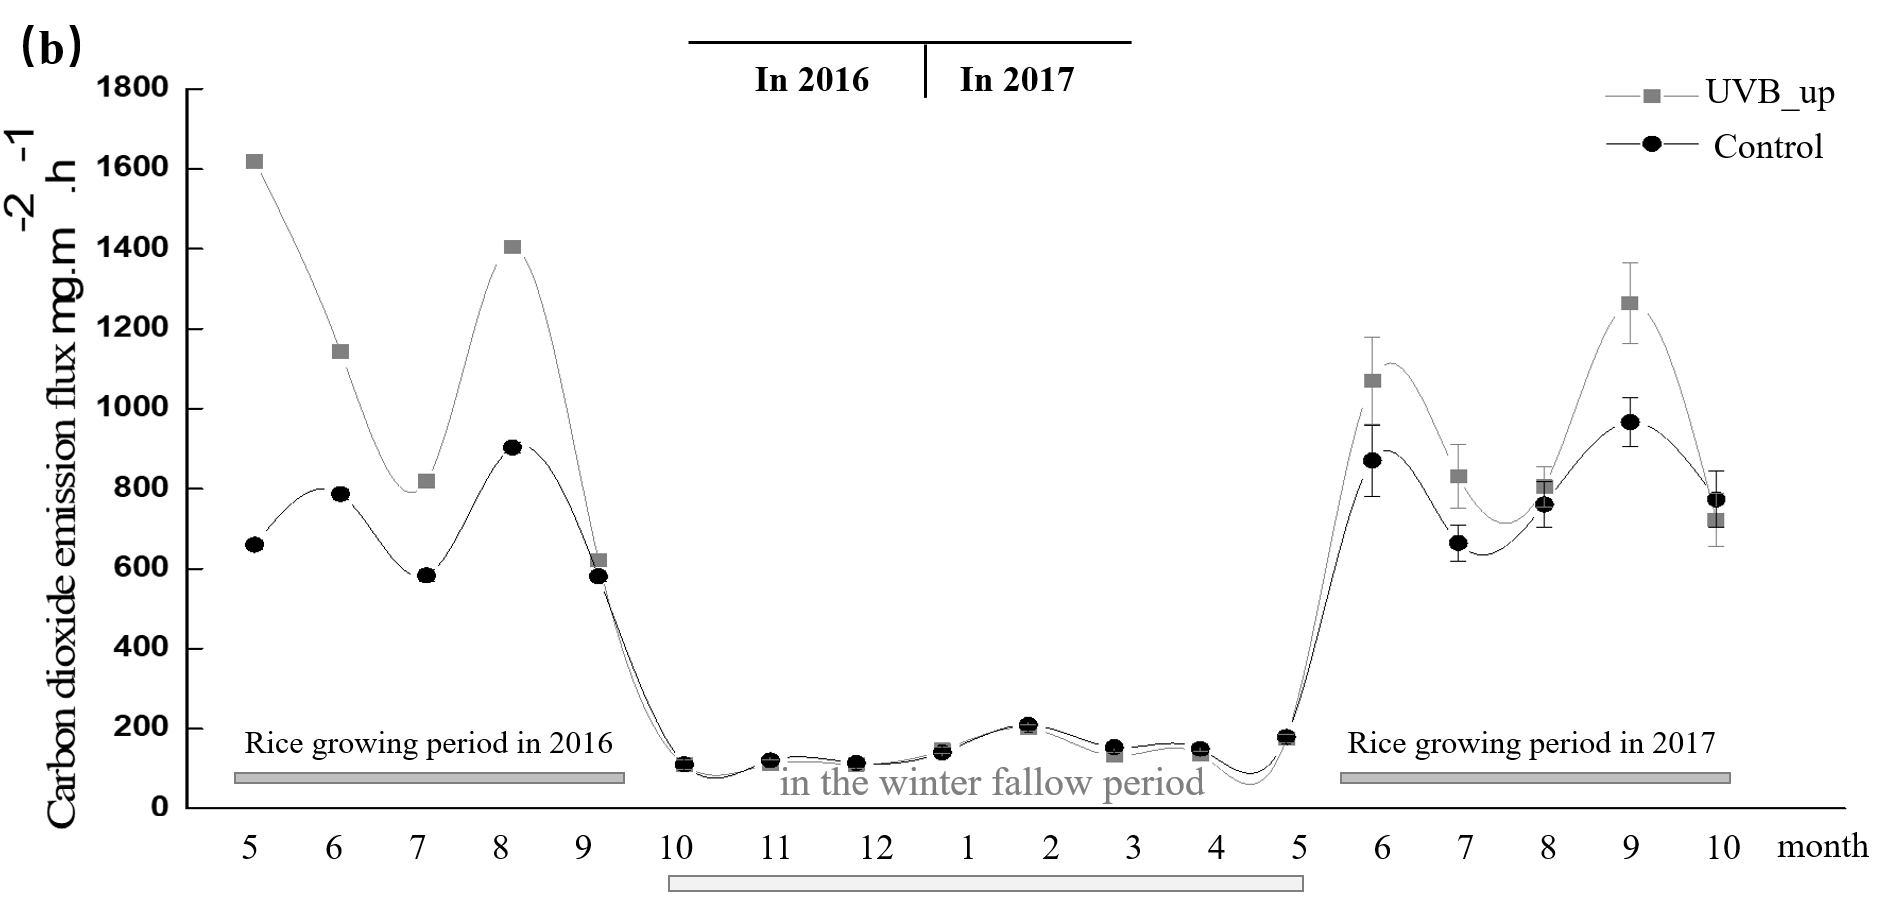 (b)
In 2016
In 2017
UVB_up
Control
Carbon dioxide emission flux mg.m-2.h-1
1800
1600
1400
1200
1000
800
600
400
200
0
Rice growing period in 2016
in the winter fallow period
Rice growing period in 2017
5 6 7 8 9 10 11 12 1 2 3 4 5 6 7 8 9 10 month